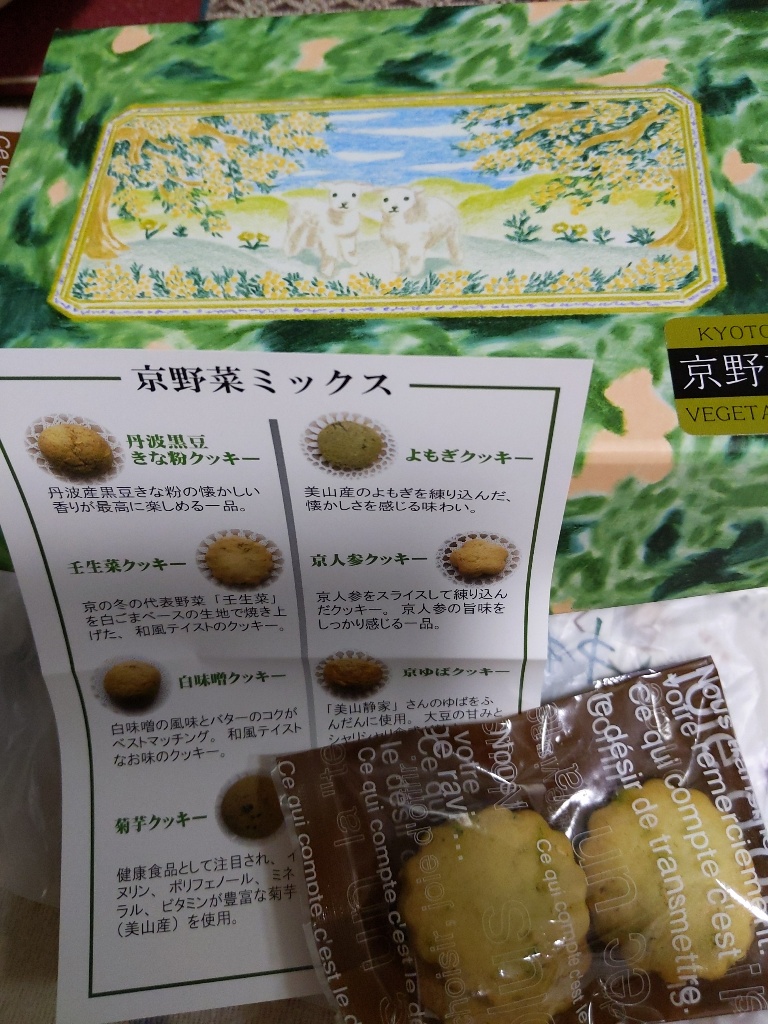 KYOTO
京野
VEGETA
京野菜ミックス
丹波黒豆
きな粉クッキー
丹波産黒豆きな粉の懐かしい
香りが最高に楽しめる一品。
よもぎクッキー
美山産のよもぎを練り込んだ、
懐かしさを感じる味わい。
壬生菜クッキー
京の冬の代表野菜「壬生菜」
を白ごまベースの生地で焼き上
げた、和風テイストのクッキー。
京人参クッキー
京人参をスライスして練り込ん
だクッキー。京人参の旨味を
しっかり感じる一品。
白味噌クッキー
白味噌の風味とバターのコクが
ベストマッチング。和風テイスト
なお味のクッキー。
京ゆばクッキー
「美山静家」さんのゆばをふ
んだんに使用。大豆の甘みと
菊芋クッキー
健康食品として注目され、イ
ヌリン、ポリフェノール、ミネ
ラル、ビタミンが豊富な菊芋
(美山産)を使用。
Ce qui compte, c'est le d
Ce qui compte c'est
de transmettre.
votre remerciement.
Ce qui compte c'est